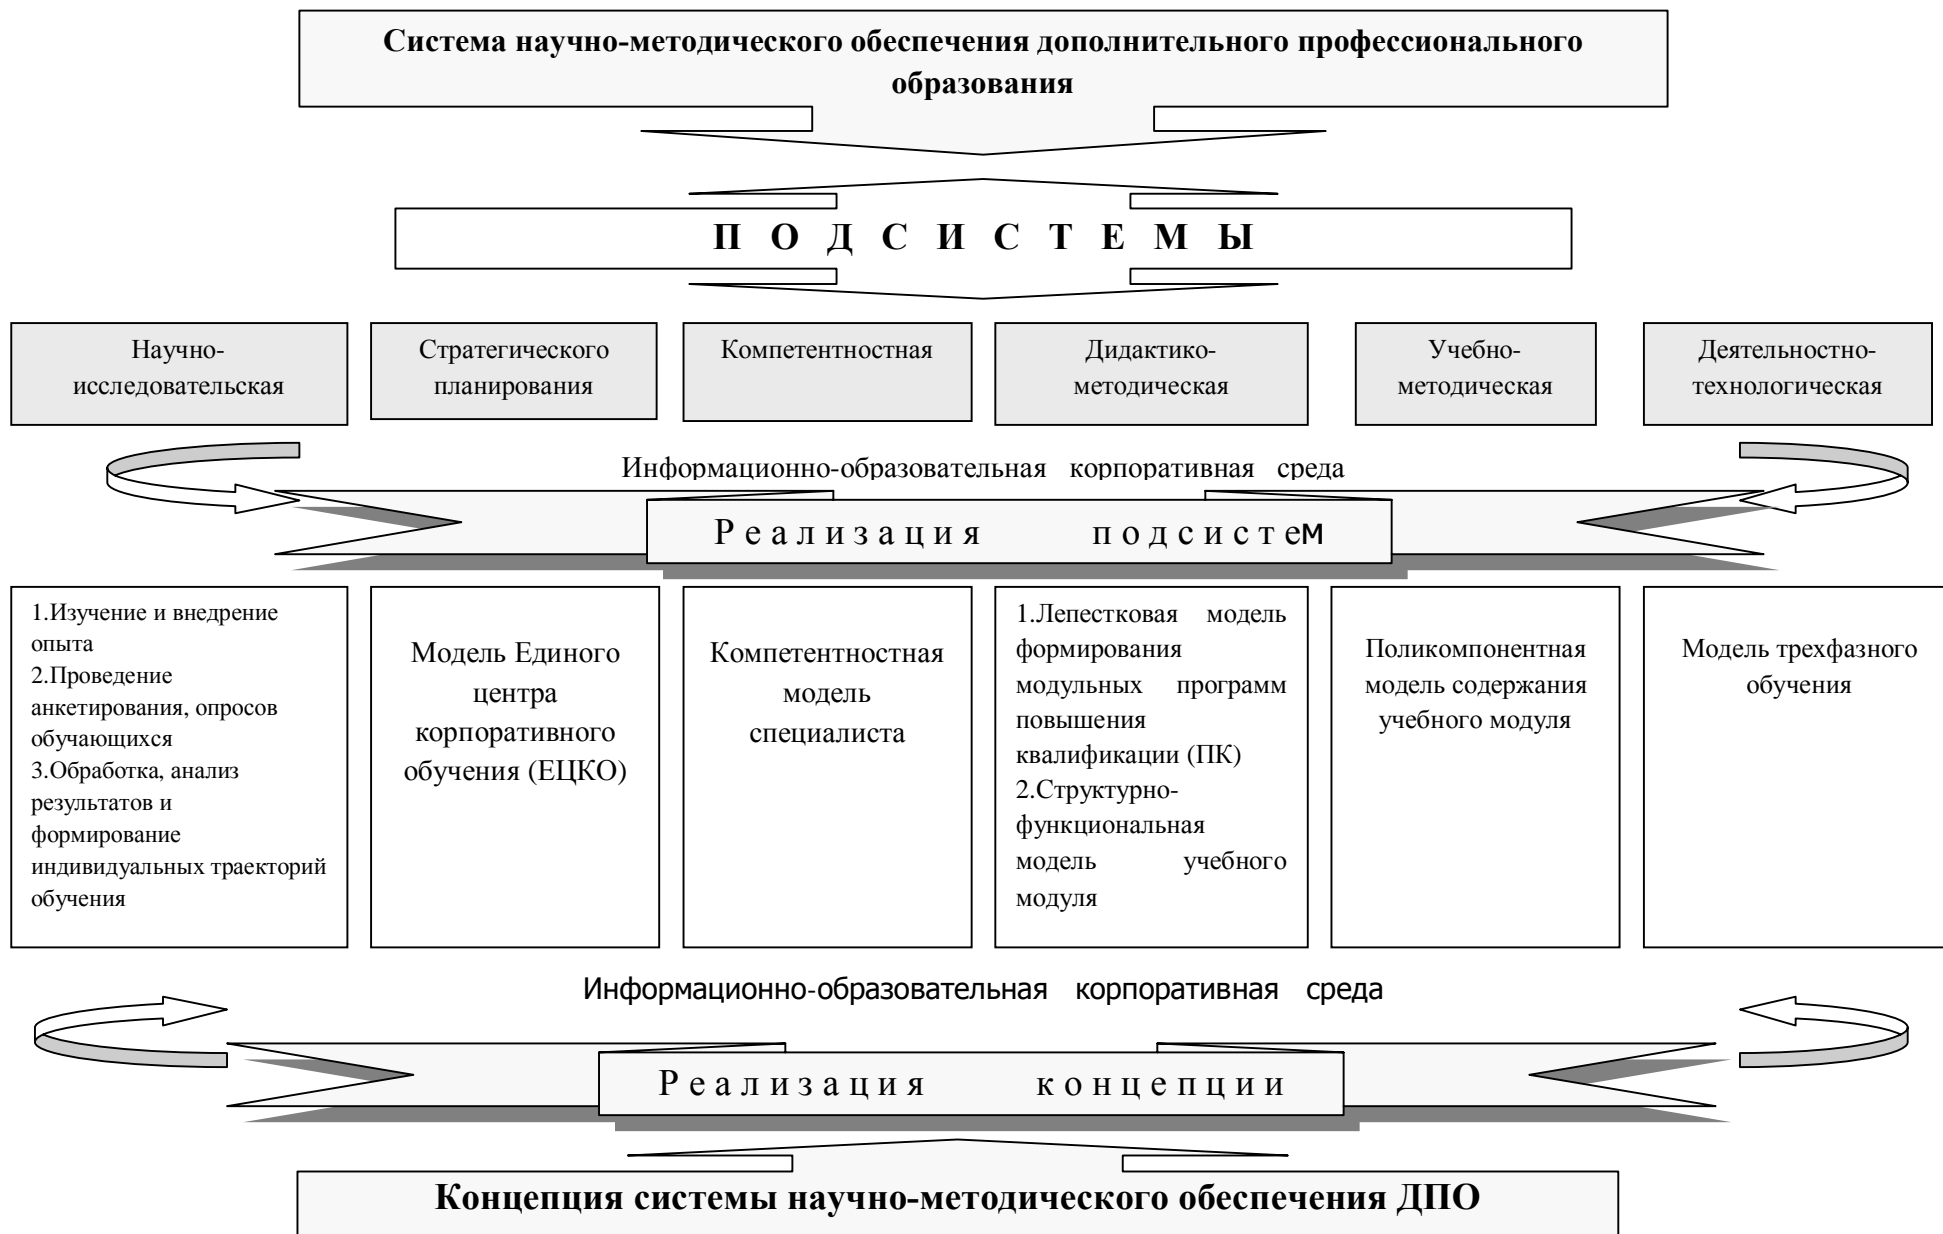 Система научно-методического обеспечения дополнительного профессионального
образования
П О Д С И С Т Е М Ы
Научно-
исследовательская
Стратегического
планирования
Компетентностная
Дидактико-
методическая
Учебно-
методическая
Деятельностно-
технологическая
Информационно-образовательная корпоративная среда
Р е а л и з а ц и я п о д с и с т е м
1.Изучение и внедрение
опыта
2.Проведение
анкетирования, опросов
обучающихся
3.Обработка, анализ
результатов и
формирование
индивидуальных траекторий
обучения
Модель Единого
центра
корпоративного
обучения (ЕЦКО)
Компетентностная
модель
специалиста
1.Лепестковая модель
формирования
модульных программ
повышения
квалификации (ПК)
2.Структурно-
функциональная
модель учебного
модуля
Поликомпонентная
модель содержания
учебного модуля
Модель трехфазного
обучения
Информационно-образовательная корпоративная среда
Р е а л и з а ц и я к о н ц е п ц и и
Концепция системы научно-методического обеспечения ДПО